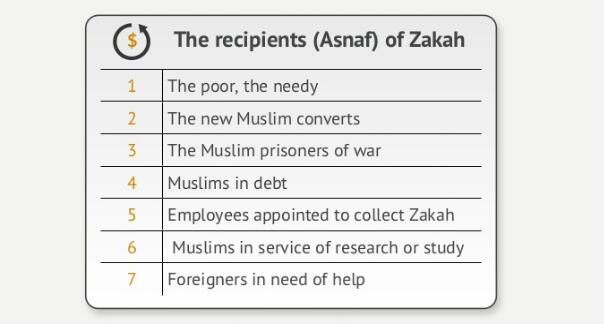 $ The recipients (Asnaf) of Zakah
1 The poor, the needy
2 The new Muslim converts
3 The Muslim prisoners of war
4 Muslims in debt
5 Employees appointed to collect Zakah
6 Muslims in service of research or study
7 Foreigners in need of help